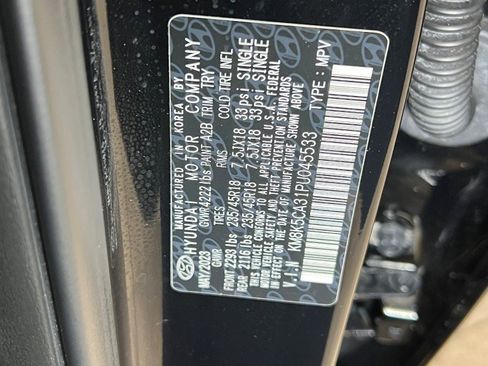 MANUFACTURED IN KOREA BY
HYUNDAI MOTOR COMPANY
MAY/2023 GVWR 4222 lbs PAINT A2B TRIM TRY
GAWR TIRES RIMS COLD TIRE INFL
FRONT 2293 lbs 235/45R18 7.5JX18 33psi SINGLE
REAR 2116 lbs 235/45R18 7.5JX18 33psi SINGLE
THIS VEHICLE CONFORMS TO ALL APPLICABLE U.S. FEDERAL
MOTOR VEHICLE SAFETY AND THEFT PREVENTION STANDARDS
IN EFFECT ON THE DATE OF MANUFACTURE SHOWN ABOVE.
V.I.N KM8K5CA31PU045533 TYPE : MPV